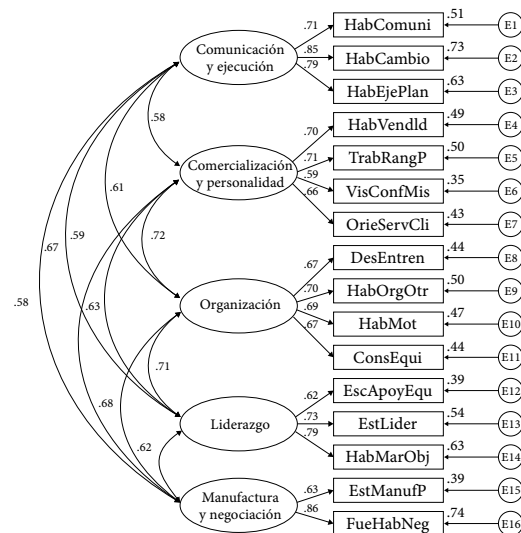 .71 HabComuni .51 E1
Comunicación
y ejecución
.85 HabCambio .73 E2
.79 HabEjePlan .63 E3
.58
.70 HabVendId .49 E4
Comercialización
y personalidad
.71 TrabRangP .50 E5
.59 VisConfMis .35 E6
.66 OrieServCli .43 E7
.61
.72
.59
.67
.58
.63
.67 DesEntren .44 E8
Organización
.70 HabOrgOtr .50 E9
.69 HabMot .47 E10
.67 ConsEqui .44 E11
.71
.68
.62 EscApoyEqu .39 E12
Liderazgo
.73 EstLider .54 E13
.79 HabMarObj .63 E14
.62
Manufactura
y negociación
.63 EstManufP .39 E15
.86 FueHabNeg .74 E16